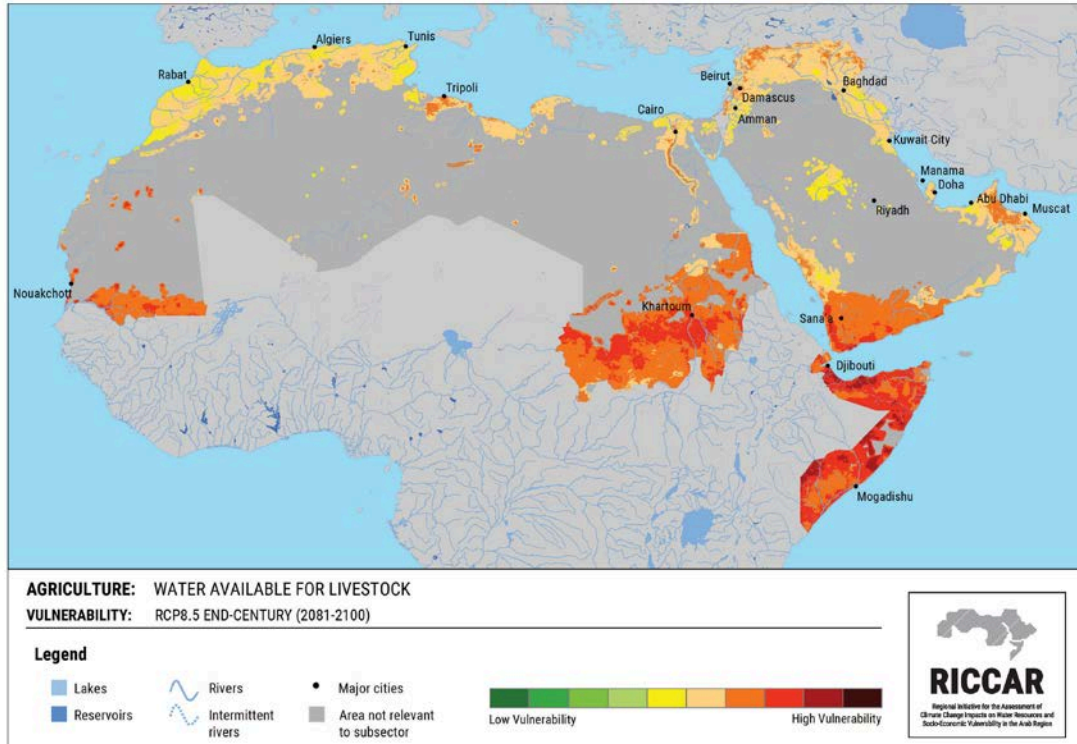 Algiers
Tunis
Rabat
Tripoli
Beirut
Damascus
Baghdad
Cairo
Amman
Kuwait City
Manama
Doha
Abu Dhabi
Riyadh
Muscat
Nouakchott
Khartoum
Sana'a
Djibouti
Mogadishu
AGRICULTURE: WATER AVAILABLE FOR LIVESTOCK
VULNERABILITY: RCP8.5 END-CENTURY (2081-2100)
Legend
Lakes
Reservoirs
Rivers
Intermittent
rivers
Major cities
Area not relevant
to subsector
Low Vulnerability
High Vulnerability
RICCAR
Regional Initiative for the Assessment of
Climate Change Impacts on Water Resources and
Socio-Economic Vulnerability in the Arab Region